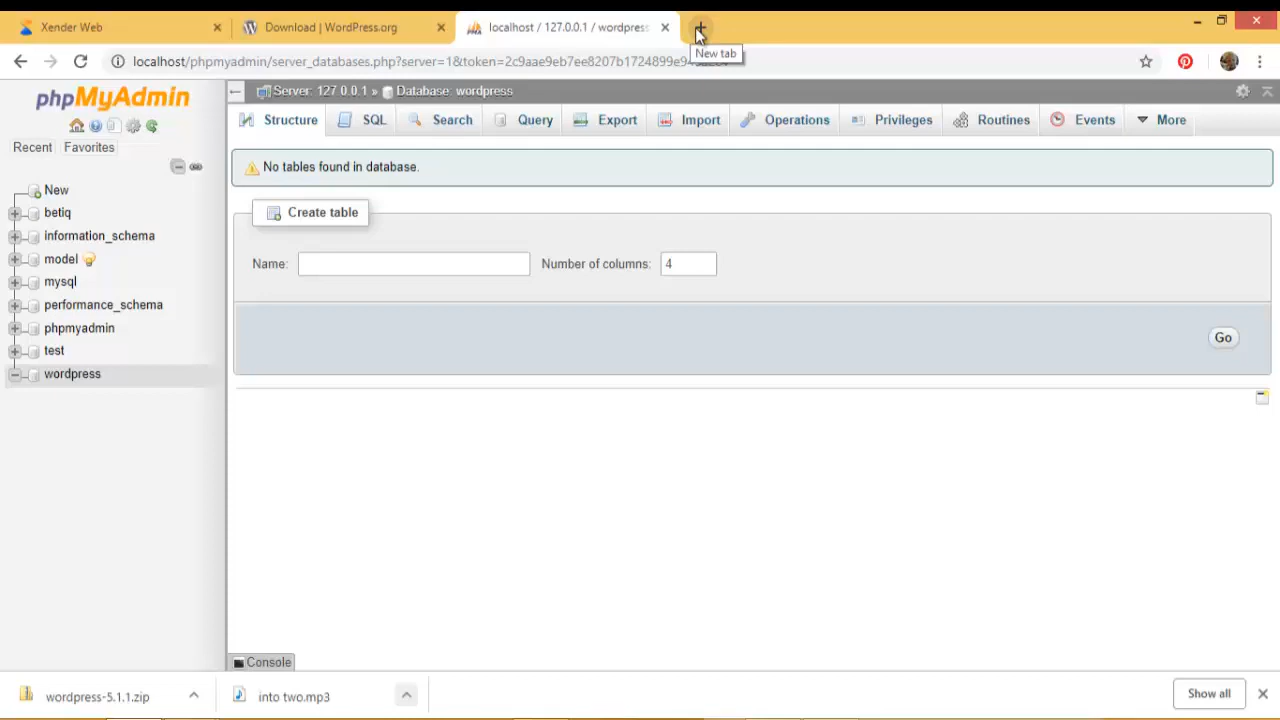 Xender Web
Download | WordPress.org
localhost / 127.0.0.1 / wordpress
New tab
localhost/phpmyadmin/server_databases.php?server=1&token=2c9aae9eb7ee8207b1724899e9
phpMyAdmin
Server: 127.0.0.1 » Database: wordpress
Structure SQL Search Query Export Import Operations Privileges Routines Events More
Recent Favorites
No tables found in database.
New
betiq
information_schema
model
mysql
performance_schema
phpmyadmin
test
wordpress
Create table
Name: Number of columns: 4
Go
Console
wordpress-5.1.1.zip
into two.mp3
Show all